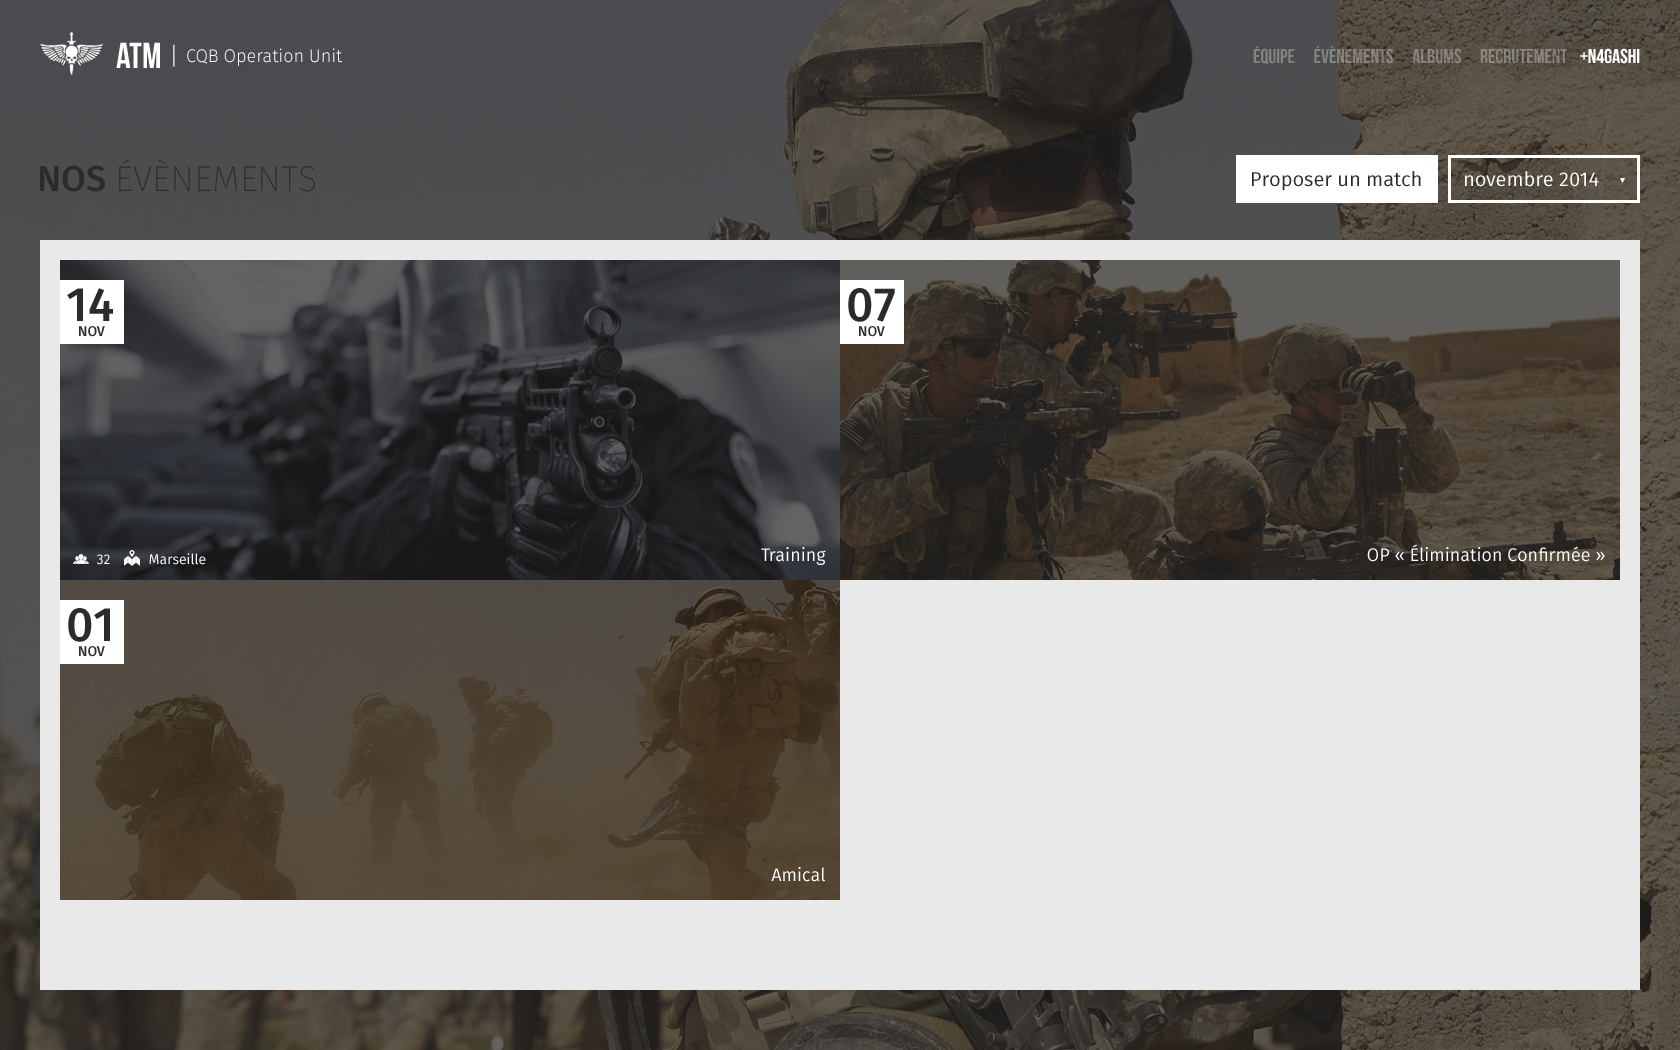 ATM | CQB Operation Unit
ÉQUIPE ÉVÈNEMENTS ALBUMS RECRUTEMENT +N4GASHI
NOS ÉVÈNEMENTS
Proposer un match
novembre 2014
14
NOV
32 Marseille
Training
07
NOV
OP « Élimination Confirmée »
01
NOV
Amical